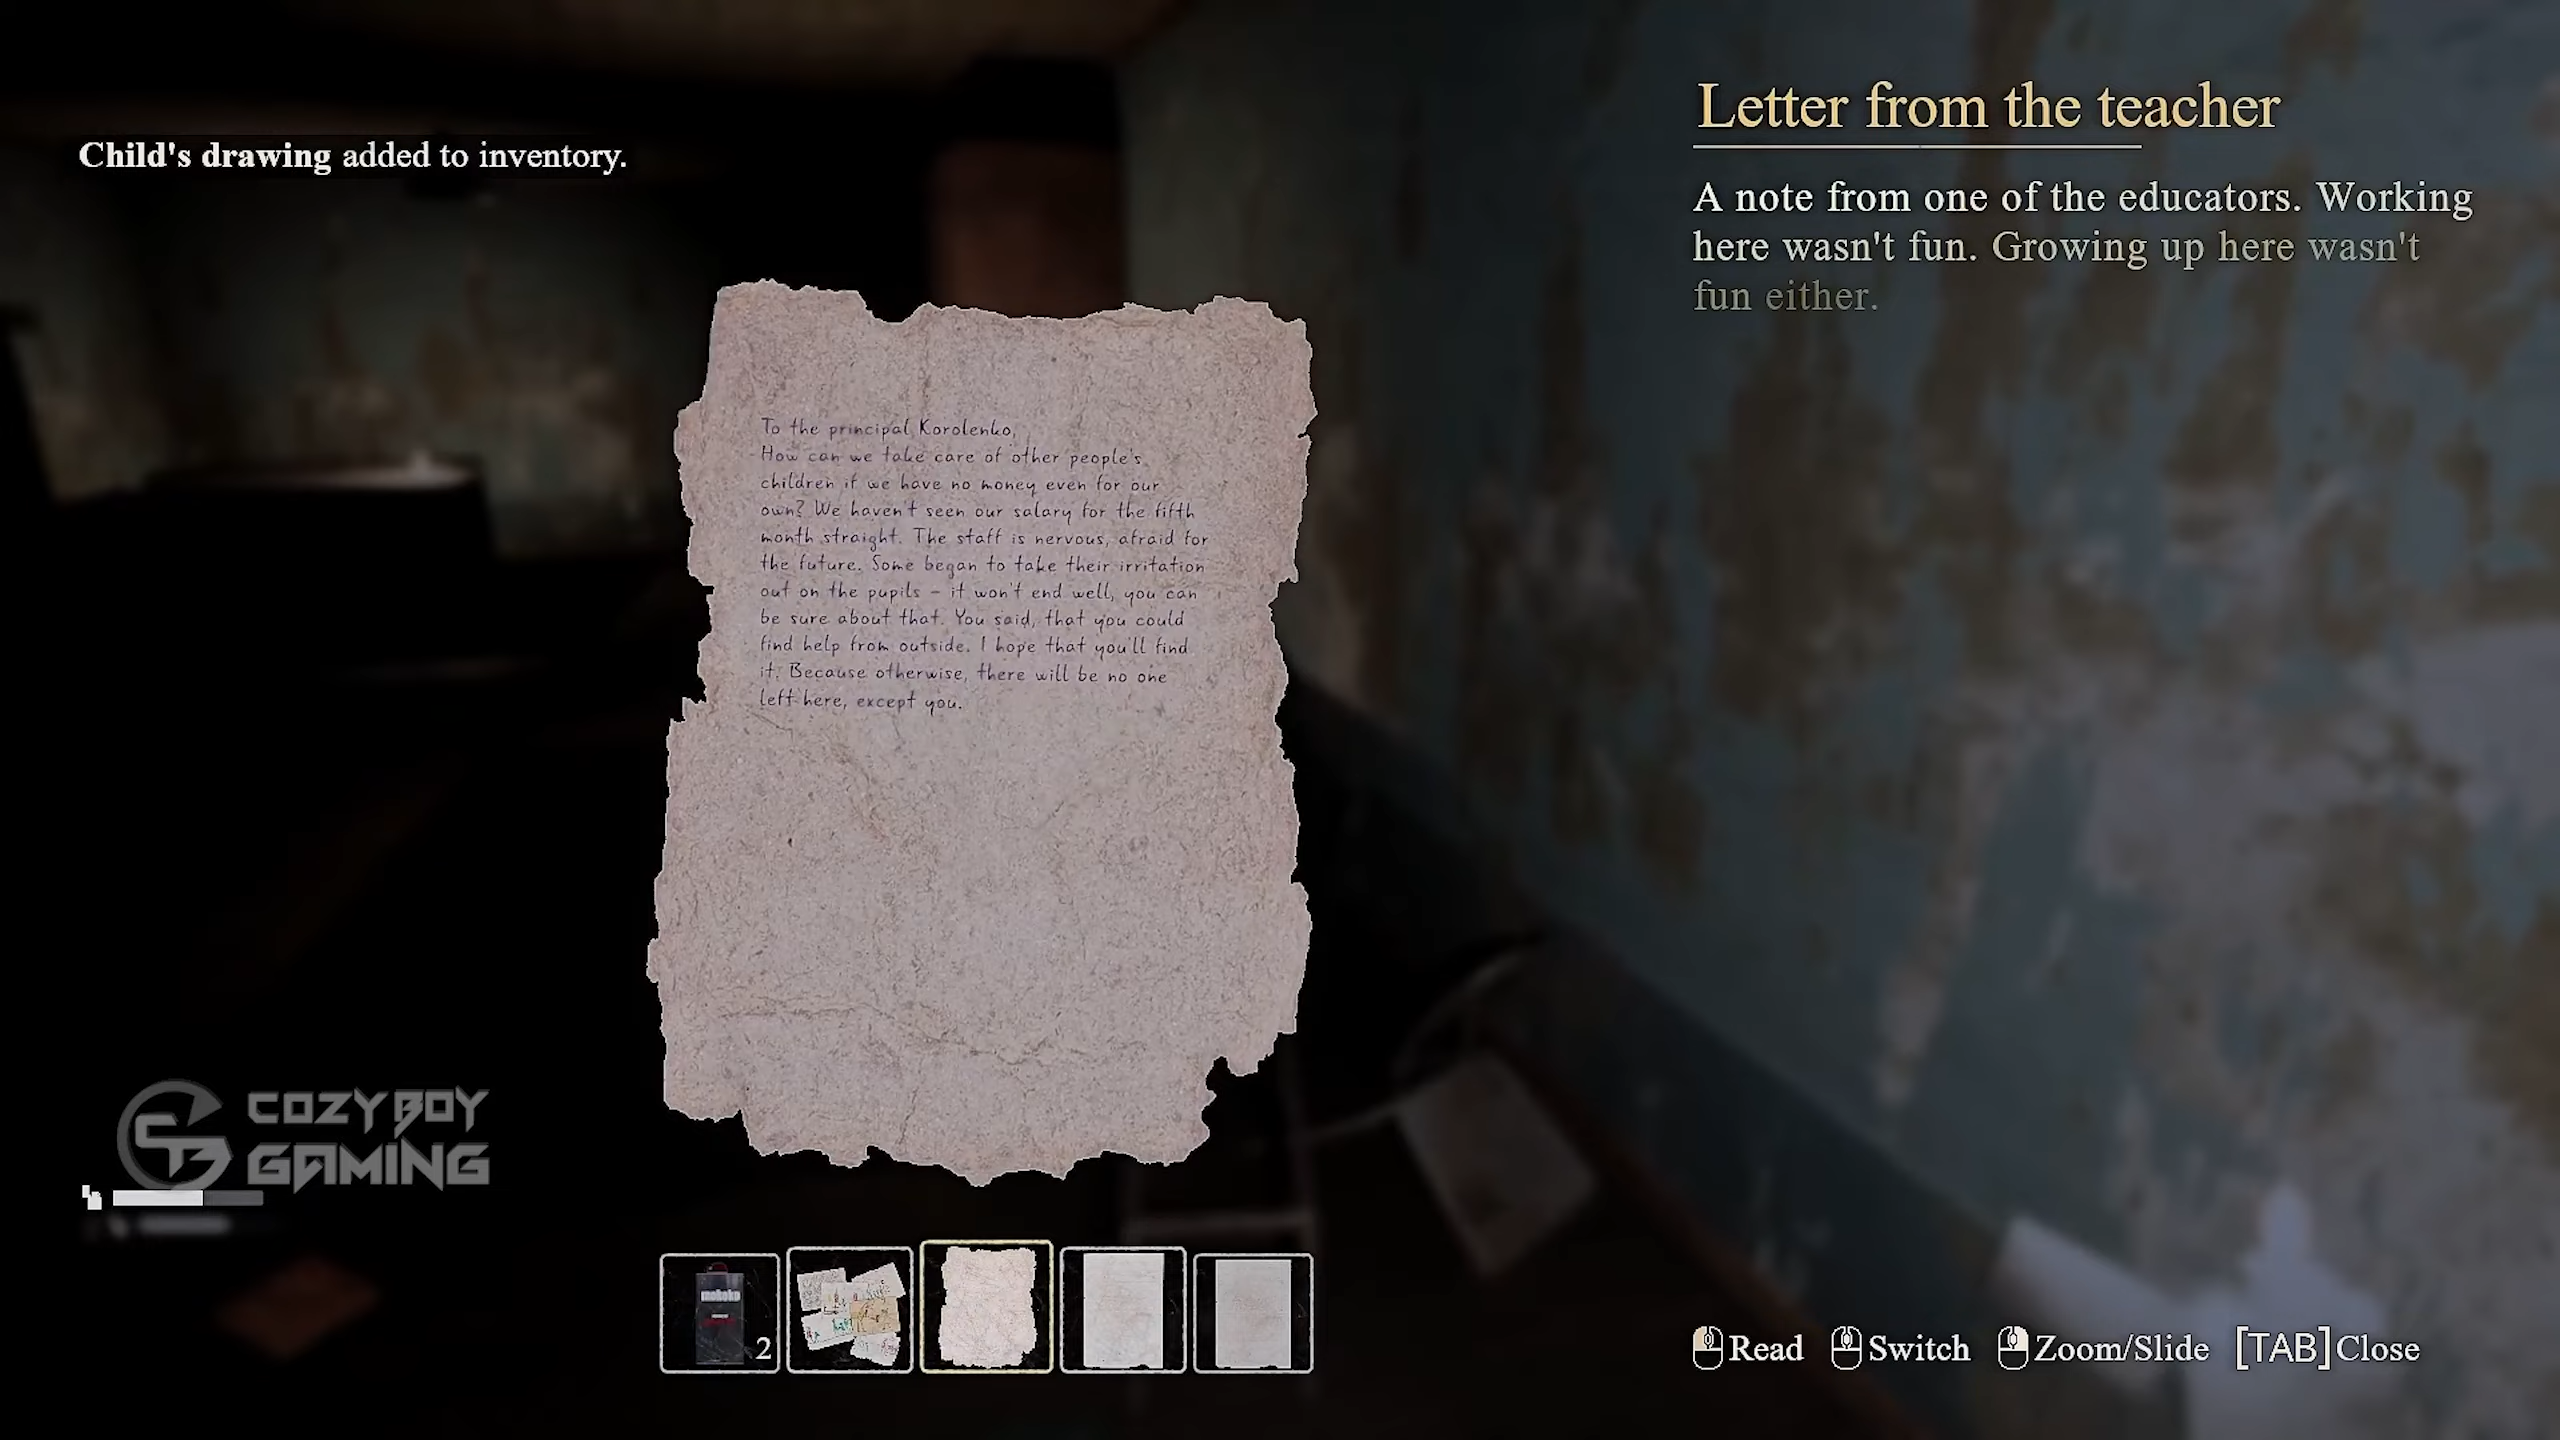 Letter from the teacher
Child's drawing added to inventory.
A note from one of the educators. Working
here wasn't fun. Growing up here wasn't
fun either.
To the principal Korolenko,
How can we take care of other people's
children if we have no money even for our
own? We haven't seen our salary for the fifth
month straight. The staff is nervous, afraid for
the future. Some began to take their irritation
out on the pupils – it won't end well, you can
be sure about that. You said, that you could
find help from outside. I hope that you'll find
it. Because otherwise, there will be no one
left here, except you.
COZY BOY
GAMING
2
Read Switch Zoom/Slide [TAB]Close